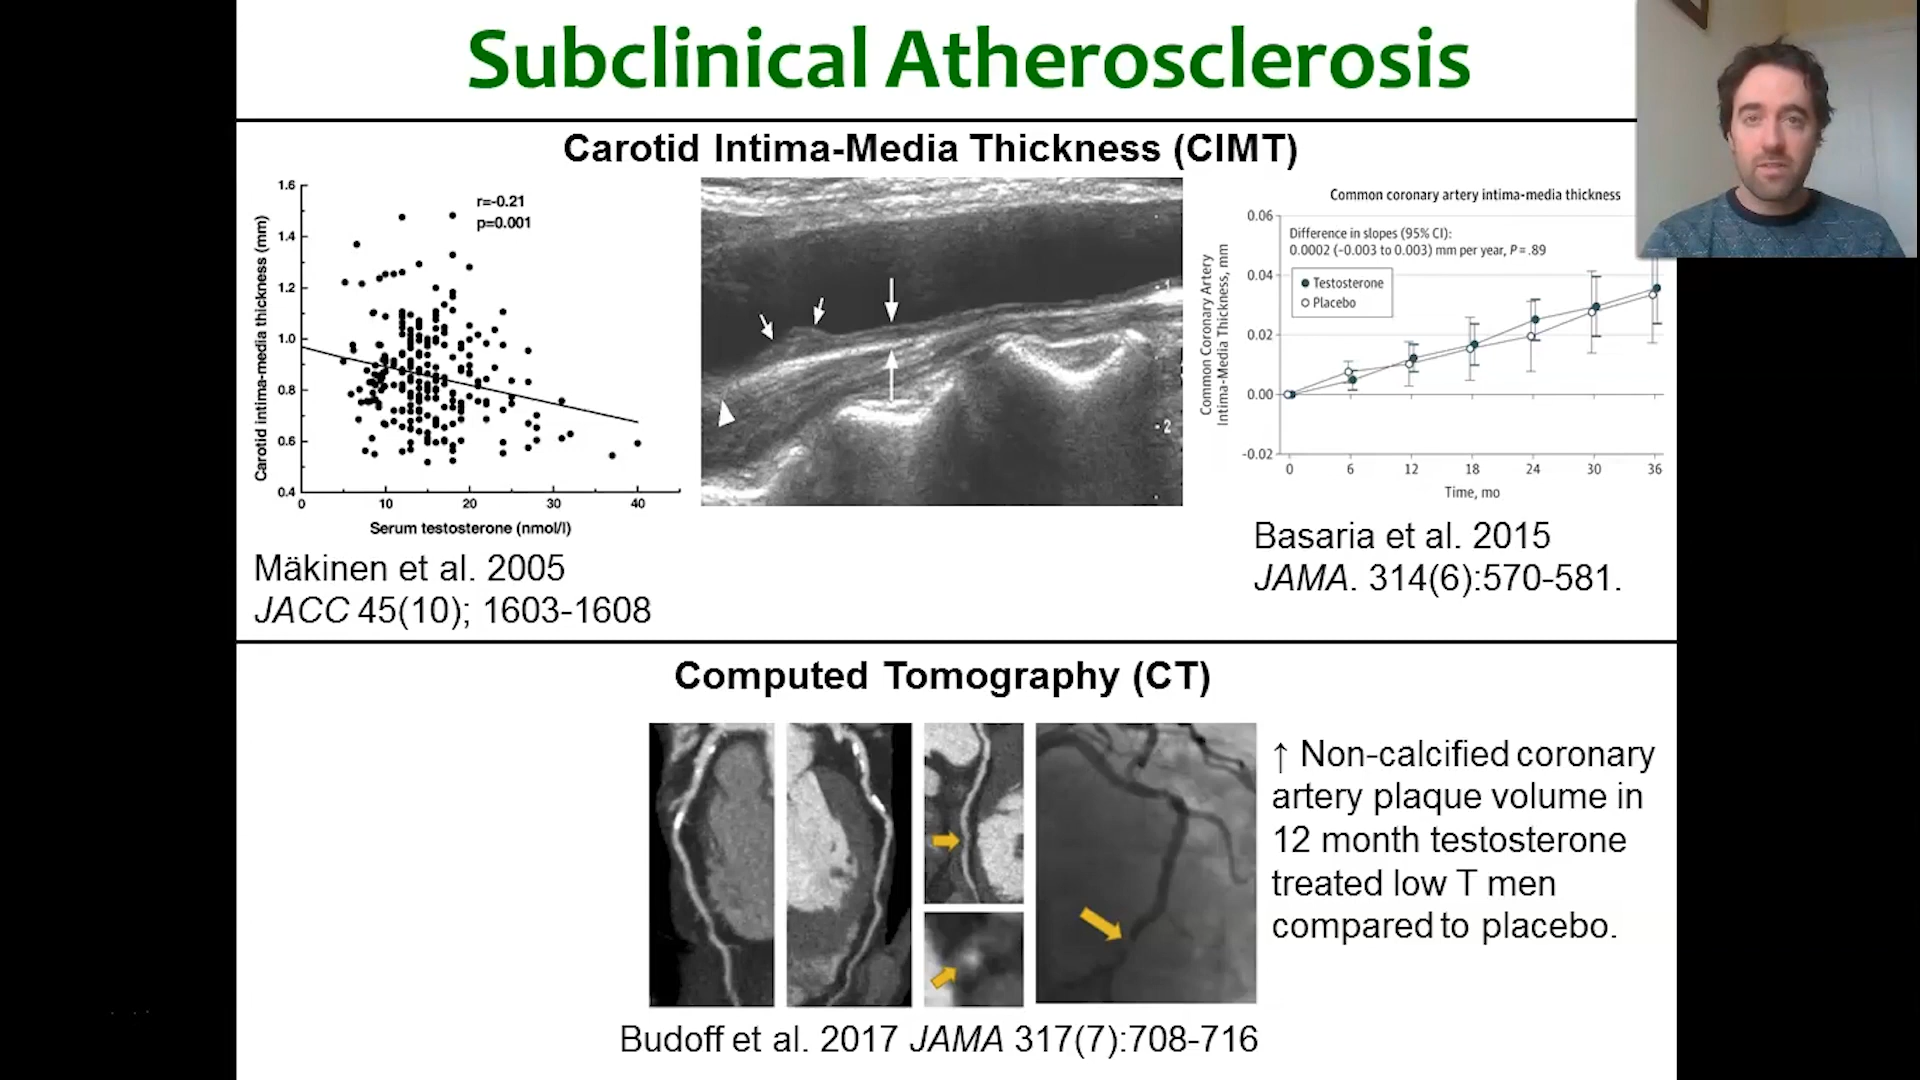 Subclinical Atherosclerosis
Carotid Intima-Media Thickness (CIMT)
Carotid intima-media thickness (mm)
1.6
1.4
1.2
1.0
0.8
0.6
0.4
r=-0.21
p=0.001
0
10
20
30
40
Serum testosterone (nmol/l)
Mäkinen et al. 2005
JACC 45(10); 1603-1608
- 2
Common coronary artery intima-media thickness
Common Coronary Artery
Intima-Media Thickness, mm
0.06
0.04
0.02
0.00
-0.02
Difference in slopes (95% CI):
0.0002 (-0.003 to 0.003) mm per year, P=.89
Testosterone
Placebo
0
6
12
18
24
30
36
Time, mo
Basaria et al. 2015
JAMA. 314(6):570-581.
Computed Tomography (CT)
↑ Non-calcified coronary
artery plaque volume in
12 month testosterone
treated low T men
compared to placebo.
Budoff et al. 2017 JAMA 317(7):708-716